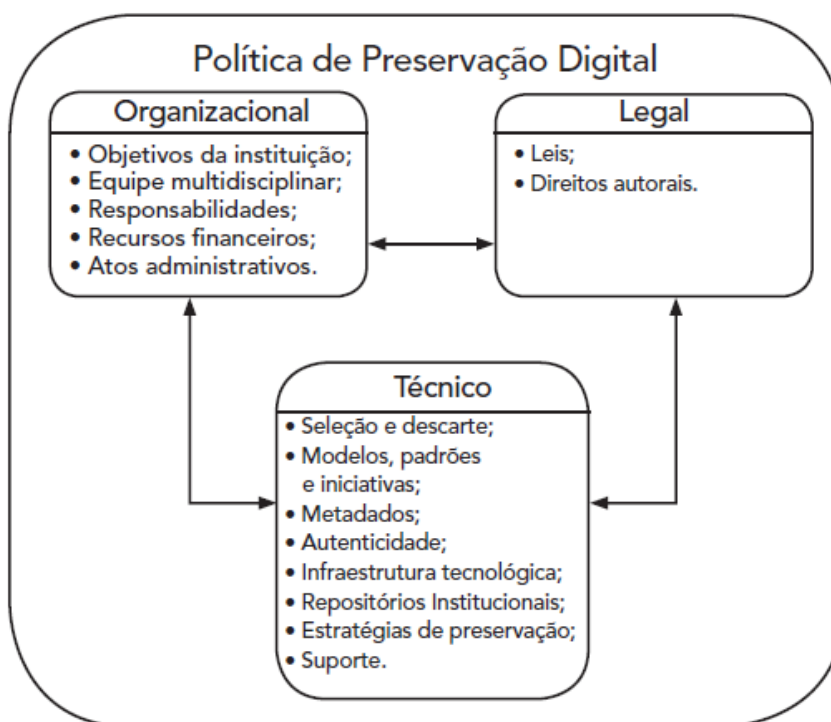 Política de Preservação Digital
Organizacional
• Objetivos da instituição;
• Equipe multidisciplinar;
• Responsabilidades;
• Recursos financeiros;
• Atos administrativos.
Legal
• Leis;
• Direitos autorais.
Técnico
• Seleção e descarte;
• Modelos, padrões
e iniciativas;
• Metadados;
• Autenticidade;
• Infraestrutura tecnológica;
• Repositórios Institucionais;
• Estratégias de preservação;
• Suporte.